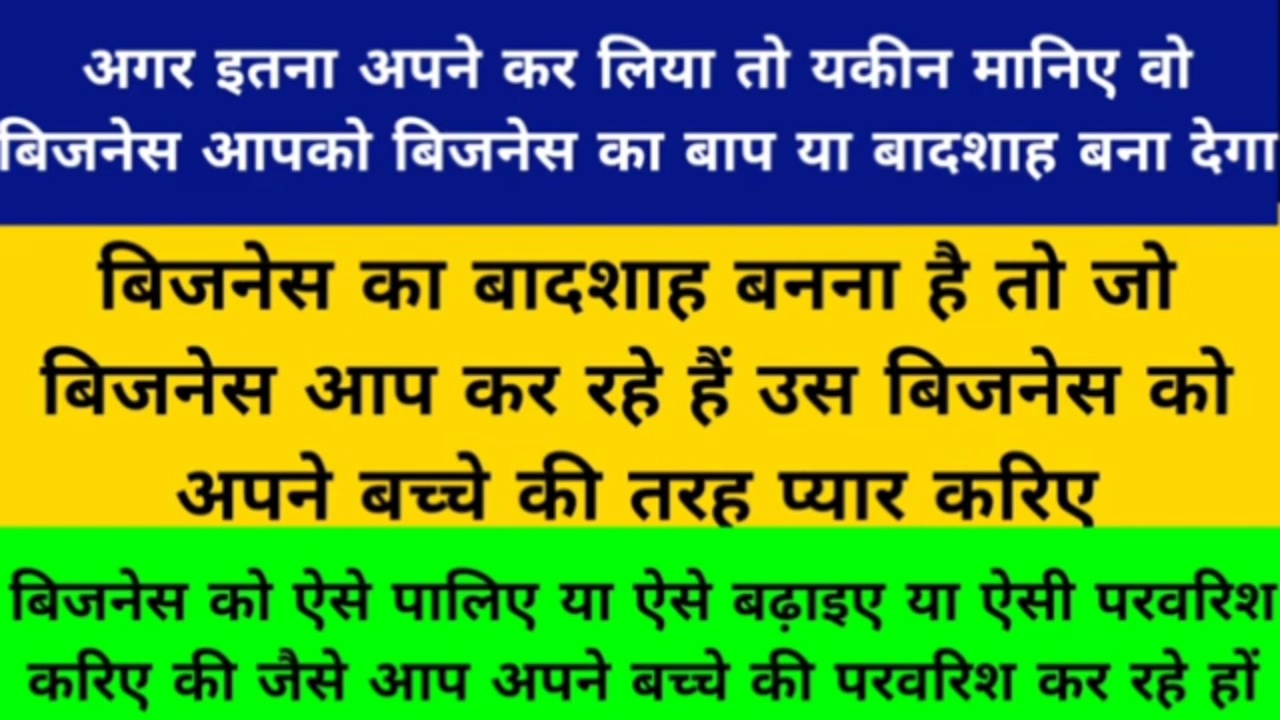 अगर इतना अपने कर लिया तो यकीन मानिए वो
बिजनेस आपको बिजनेस का बाप या बादशाह बना देगा
बिजनेस का बादशाह बनना है तो जो
बिजनेस आप कर रहे हैं उस बिजनेस को
अपने बच्चे की तरह प्यार करिए
बिजनेस को ऐसे पालिए या ऐसे बढ़ाइए या ऐसी परवरिश
करिए की जैसे आप अपने बच्चे की परवरिश कर रहे हों